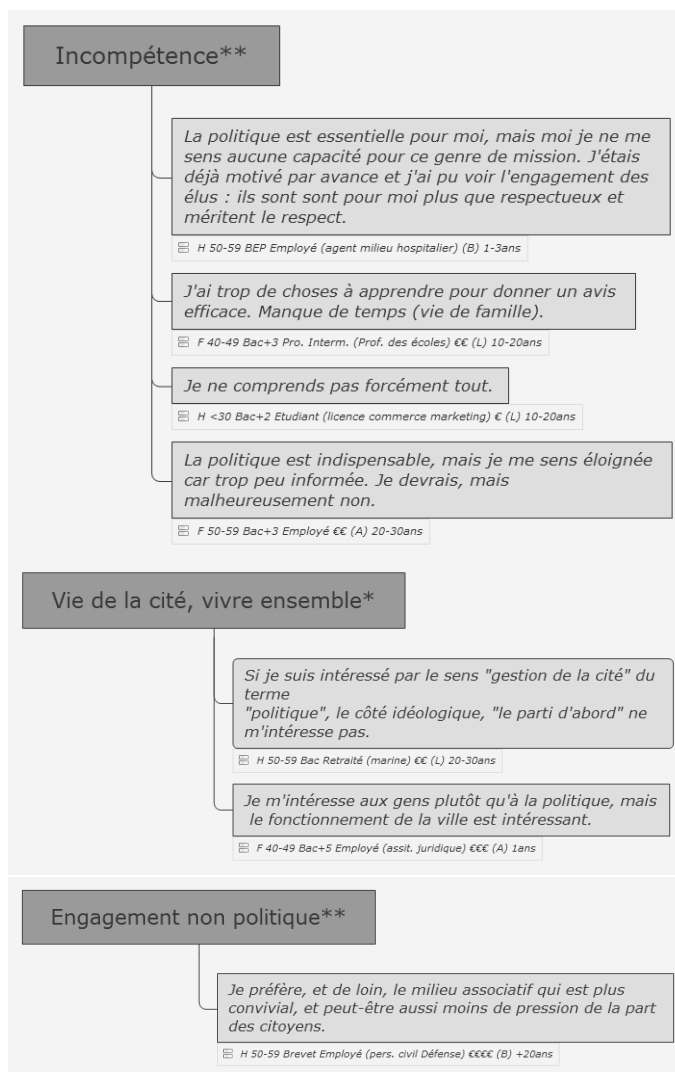 Incompétence**
La politique est essentielle pour moi, mais moi je ne me
sens aucune capacité pour ce genre de mission. J'étais
déjà motivé par avance et j'ai pu voir l'engagement des
élus : ils sont sont pour moi plus que respectueux et
méritent le respect.
H 50-59 BEP Employé (agent milieu hospitalier) (B) 1-3ans
J'ai trop de choses à apprendre pour donner un avis
efficace. Manque de temps (vie de famille).
F 40-49 Bac+3 Pro. Interm. (Prof. des écoles) €€ (L) 10-20ans
Je ne comprends pas forcément tout.
H <30 Bac+2 Etudiant (licence commerce marketing) € (L) 10-20ans
La politique est indispensable, mais je me sens éloignée
car trop peu informée. Je devrais, mais
malheureusement non.
F 50-59 Bac+3 Employé €€ (A) 20-30ans
Vie de la cité, vivre ensemble*
Si je suis intéressé par le sens "gestion de la cité" du
terme
"politique", le côté idéologique, "le parti d'abord" ne
m'intéresse pas.
H 50-59 Bac Retraité (marine) €€ (L) 20-30ans
Je m'intéresse aux gens plutôt qu'à la politique, mais
le fonctionnement de la ville est intéressant.
F 40-49 Bac+5 Employé (assit. juridique) €€€ (A) 1ans
Engagement non politique**
Je préfère, et de loin, le milieu associatif qui est plus
convivial, et peut-être aussi moins de pression de la part
des citoyens.
H 50-59 Brevet Employé (pers. civil Défense) €€€€ (B) +20ans